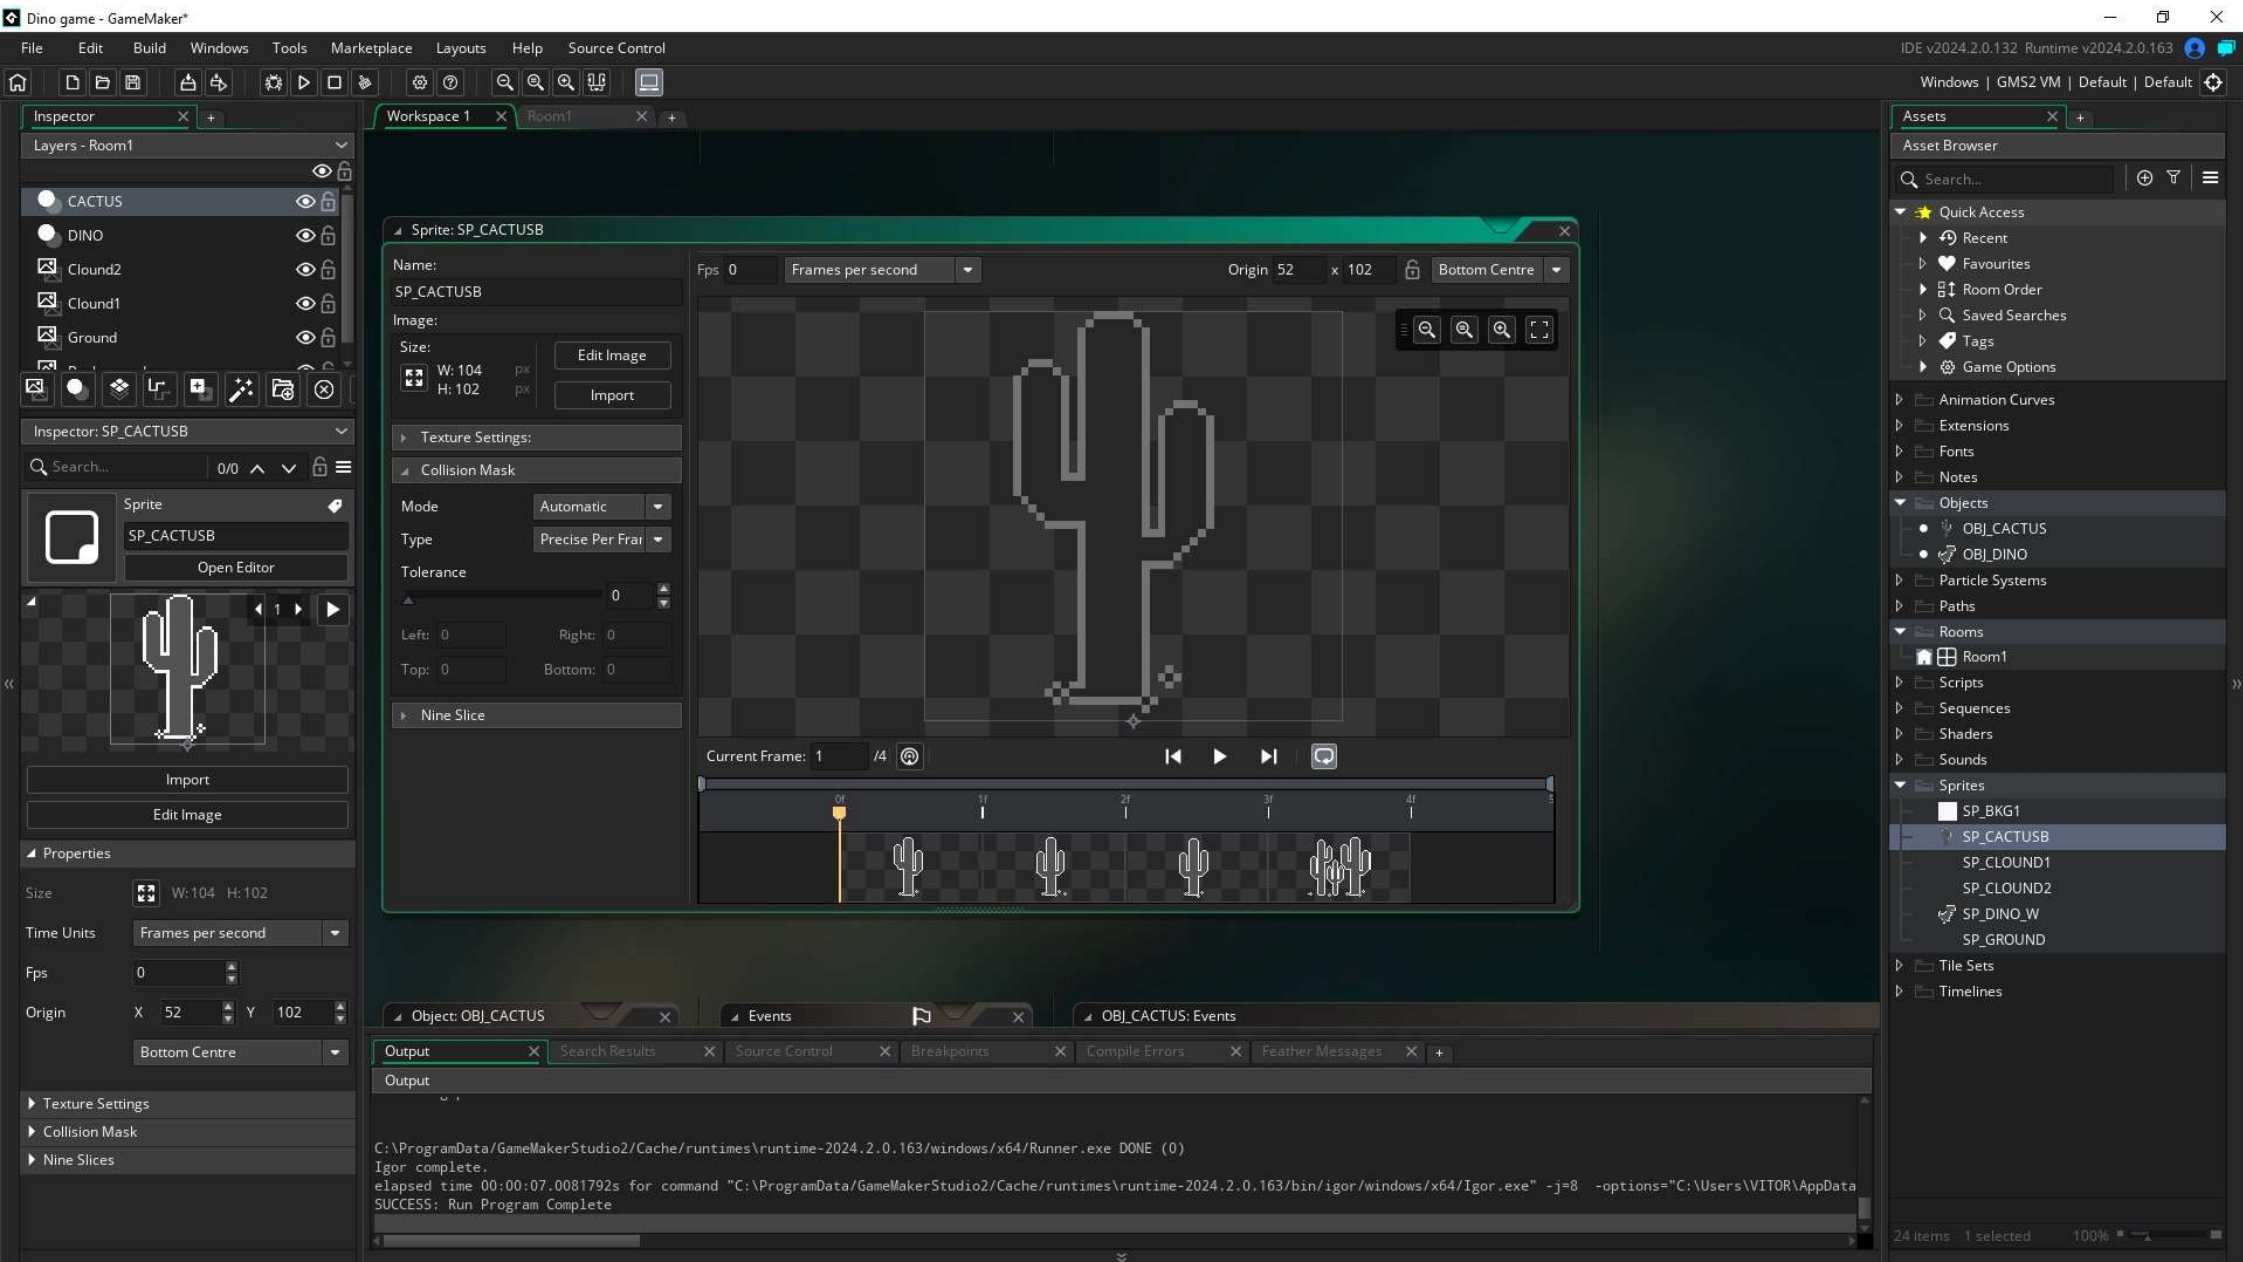 Dino game - GameMaker*
File Edit Build Windows Tools Marketplace Layouts Help Source Control
IDE v2024.2.0.132 Runtime v2024.2.0.163
Windows | GMS2 VM | Default | Default
Inspector
Layers - Room1
CACTUS
DINO
Clound2
Clound1
Ground
Inspector: SP_CACTUSB
Search... 0/0
Sprite
SP_CACTUSB
Open Editor
1
Import
Edit Image
Properties
Size W: 104 H: 102
Time Units Frames per second
Fps 0
Origin X 52 Y 102
Bottom Centre
Texture Settings
Collision Mask
Nine Slices
Workspace 1 Room1
Sprite: SP_CACTUSB
Name:
SP_CACTUSB
Image:
Size:
W: 104 px
H: 102 px
Edit Image
Import
Texture Settings:
Collision Mask
Mode Automatic
Type Precise Per Frar
Tolerance
0
Left: 0 Right: 0
Top: 0 Bottom: 0
Nine Slice
Fps 0 Frames per second Origin 52 x 102 Bottom Centre
Current Frame: 1 /4
0f 1f 2f 3f 4f 5
Object: OBJ_CACTUS Events OBJ_CACTUS: Events
Output Search Results Source Control Breakpoints Compile Errors Feather Messages
Output
C:\ProgramData/GameMakerStudio2/Cache/runtimes\runtime-2024.2.0.163/windows/x64/Runner.exe DONE (0)
Igor complete.
elapsed time 00:00:07.0081792s for command "C:\ProgramData/GameMakerStudio2/Cache/runtimes\runtime-2024.2.0.163/bin/igor/windows/x64/Igor.exe" -j=8 -options="C:\Users\VITOR\AppData
SUCCESS: Run Program Complete
Assets
Asset Browser
Search...
Quick Access
Recent
Favourites
Room Order
Saved Searches
Tags
Game Options
Animation Curves
Extensions
Fonts
Notes
Objects
OBJ_CACTUS
OBJ_DINO
Particle Systems
Paths
Rooms
Room1
Scripts
Sequences
Shaders
Sounds
Sprites
SP_BKG1
SP_CACTUSB
SP_CLOUND1
SP_CLOUND2
SP_DINO_W
SP_GROUND
Tile Sets
Timelines
24 items 1 selected 100%